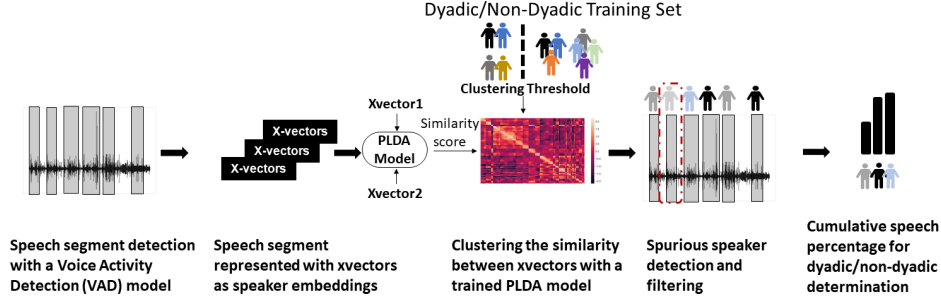 Dyadic/Non-Dyadic Training Set
Clustering Threshold
Xvector1
Similarity
score
X-vectors
X-vectors
X-vectors
PLDA
Model
Xvector2
Speech segment detection
with a Voice Activity
Detection (VAD) model
Speech segment
represented with xvectors
as speaker embeddings
Clustering the similarity
between xvectors with a
trained PLDA model
Spurious speaker
detection and
filtering
Cumulative speech
percentage for
dyadic/non-dyadic
determination